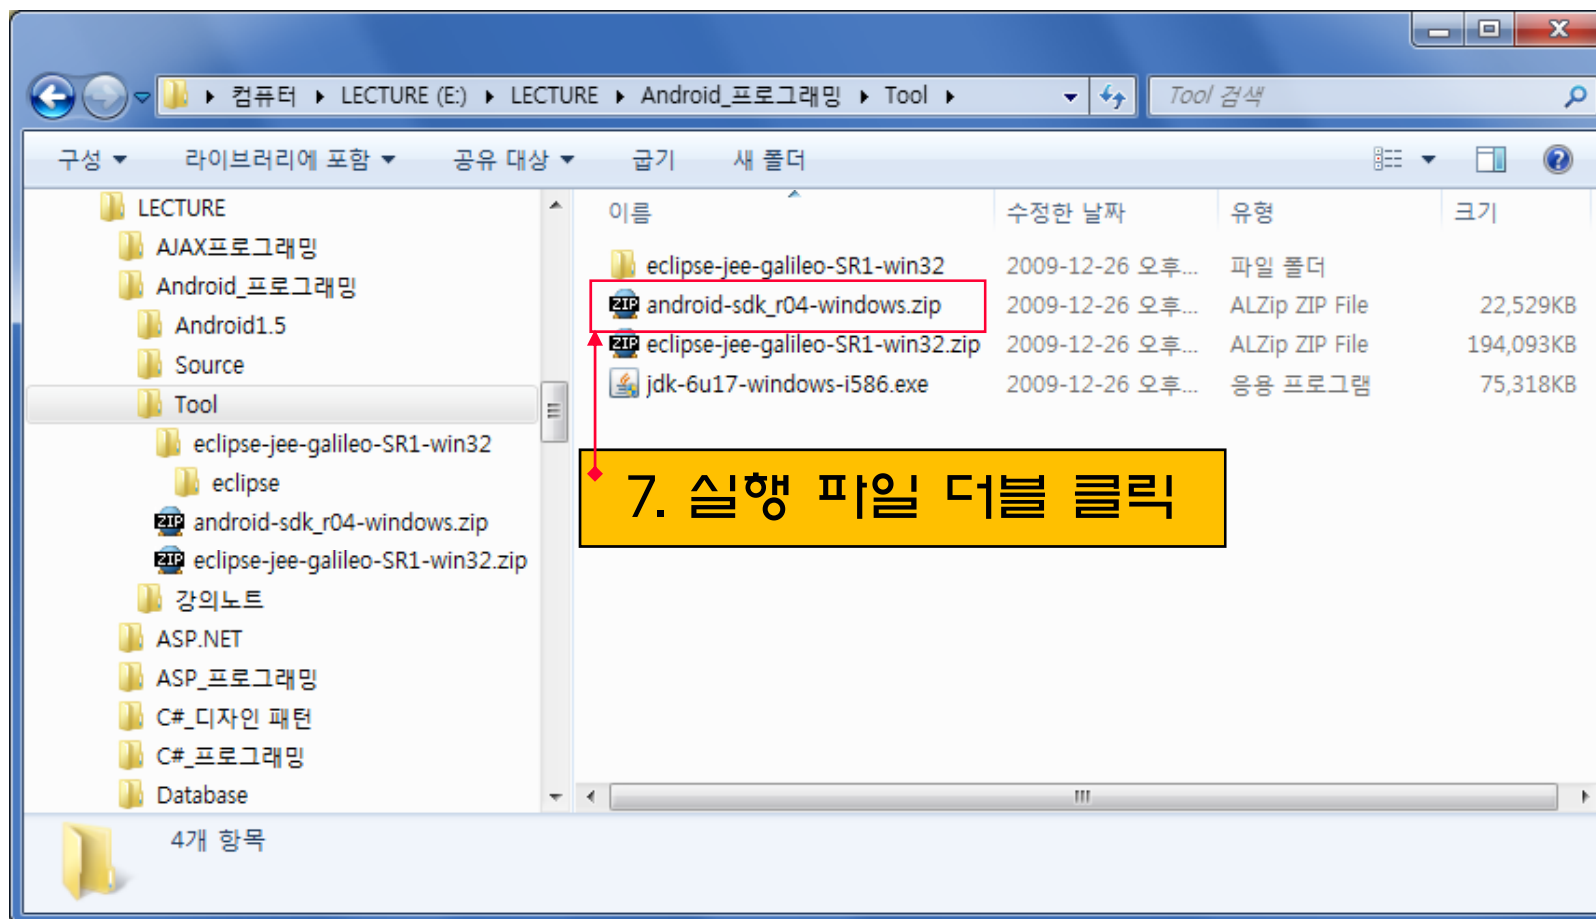 컴퓨터 ▸ LECTURE (E:) ▸ LECTURE ▸ Android_프로그래밍 ▸ Tool ▸
Tool 검색
구성 라이브러리에 포함 공유 대상 굽기 새 폴더
LECTURE
AJAX프로그래밍
Android_프로그래밍
Android1.5
Source
Tool
eclipse-jee-galileo-SR1-win32
eclipse
android-sdk_r04-windows.zip
eclipse-jee-galileo-SR1-win32.zip
강의노트
ASP.NET
ASP_프로그래밍
C#_디자인 패턴
C#_프로그래밍
Database
이름 수정한 날짜 유형 크기
eclipse-jee-galileo-SR1-win32 2009-12-26 오후... 파일 폴더
ZIP android-sdk_r04-windows.zip 2009-12-26 오후... ALZip ZIP File 22,529KB
ZIP eclipse-jee-galileo-SR1-win32.zip 2009-12-26 오후... ALZip ZIP File 194,093KB
jdk-6u17-windows-i586.exe 2009-12-26 오후... 응용 프로그램 75,318KB
7. 실행 파일 더블 클릭
4개 항목